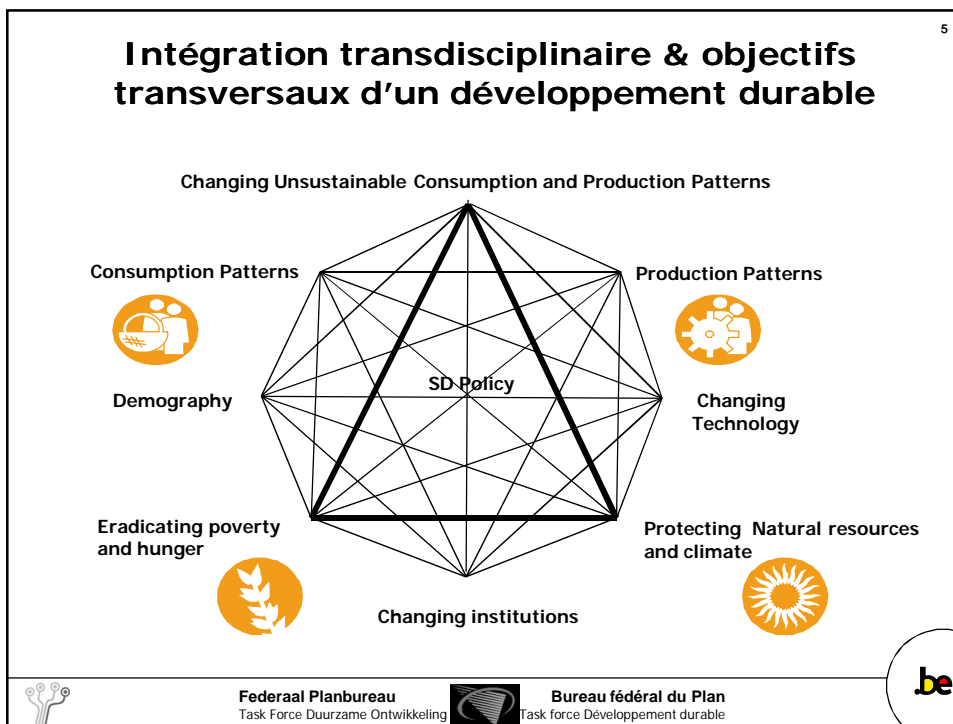 5
Intégration transdisciplinaire & objectifs
transversaux d'un développement durable
Changing Unsustainable Consumption and Production Patterns
Consumption Patterns
Production Patterns
SD Policy
Demography
Changing
Technology
Eradicating poverty
and hunger
Protecting Natural resources
and climate
Changing institutions
.be
Federaal Planbureau
Task Force Duurzame Ontwikkeling
Bureau fédéral du Plan
Task force Développement durable